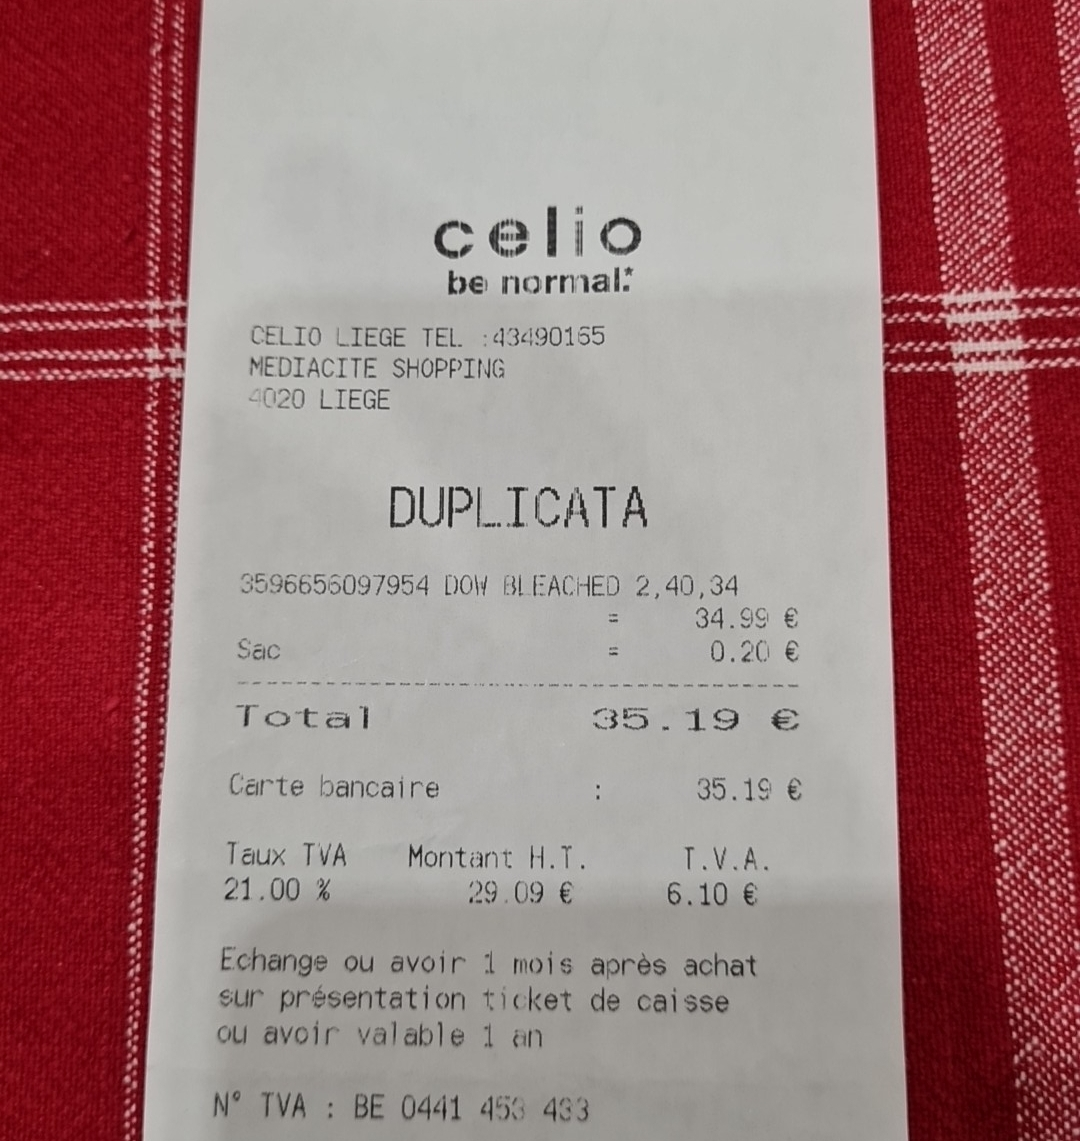 celio
be normal.*
CELIO LIEGE TEL :43490165
MEDIACITE SHOPPING
4020 LIEGE
DUPLICATA
3596656097954 DOW BLEACHED 2,40,34
= 34.99 €
Sac = 0.20 €
Total 35.19 €
Carte bancaire : 35.19 €
Taux TVA Montant H.T. T.V.A.
21.00 % 29.09 € 6.10 €
Echange ou avoir 1 mois après achat
sur présentation ticket de caisse
ou avoir valable 1 an
N° TVA : BE 0441 453 433